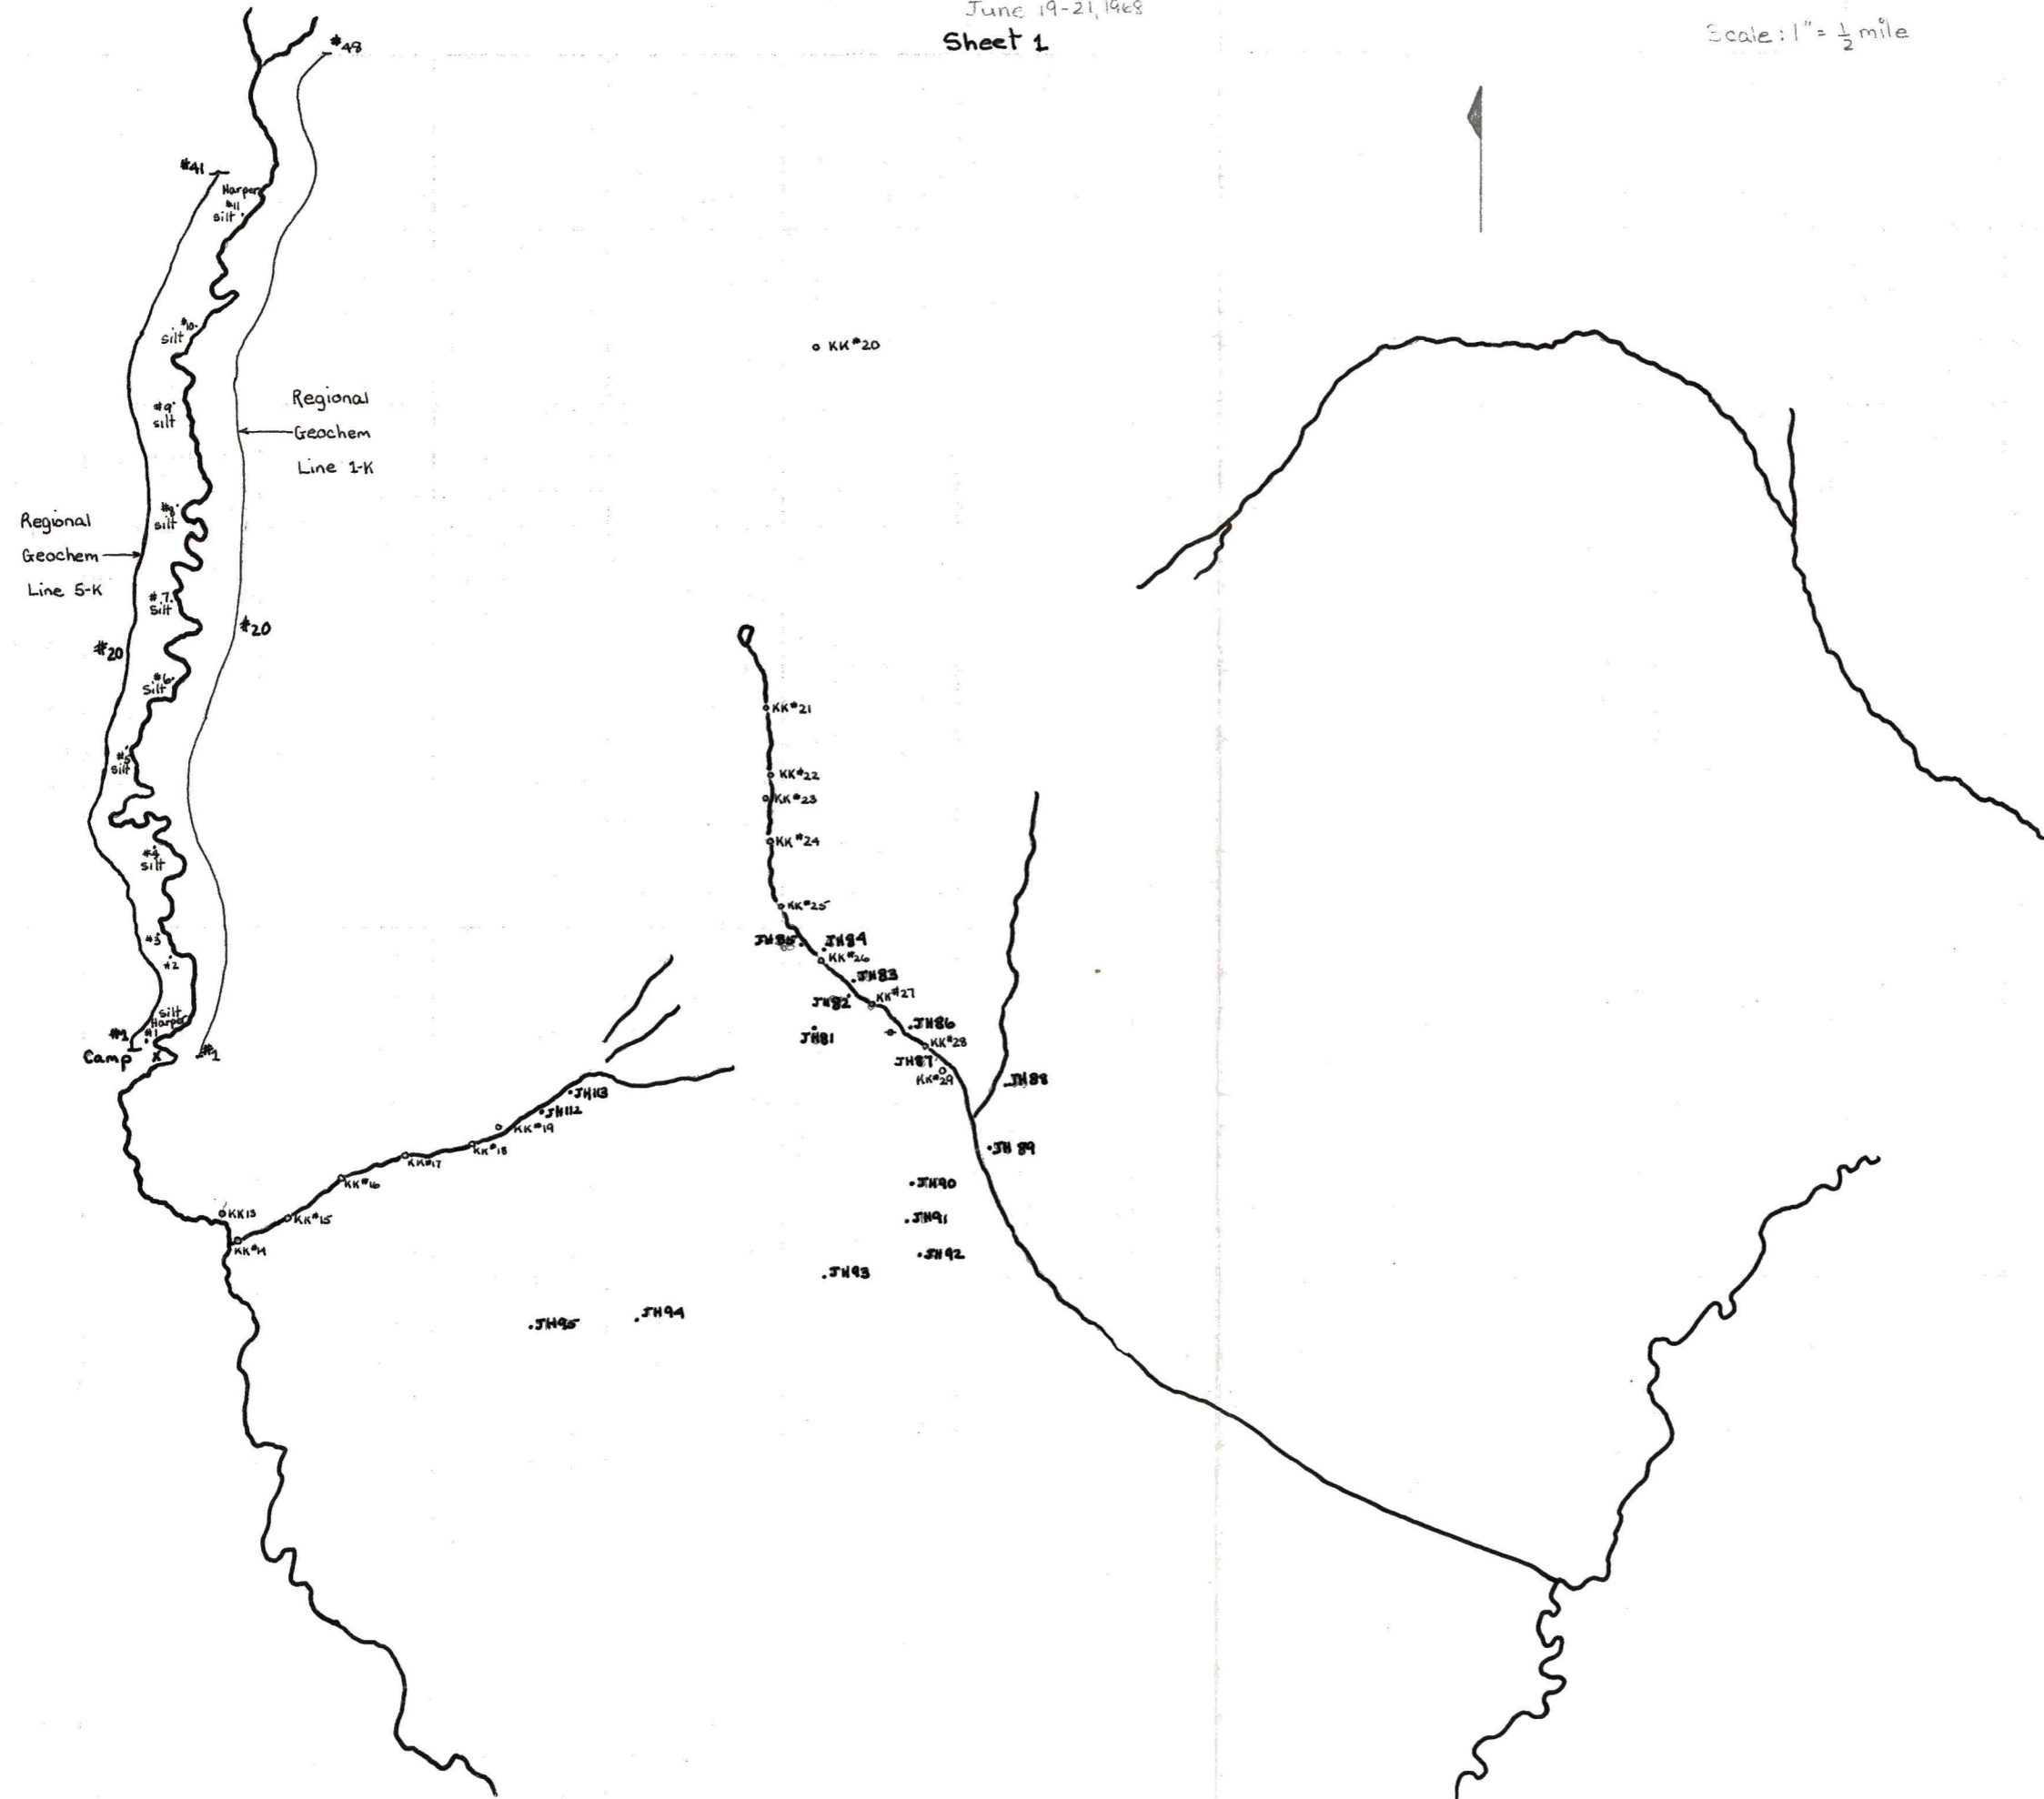 June 19-21, 1968
Sheet 1
Scale: 1" = 1/2 mile
#48
#41
Harper
#11
silt
#10
silt
KK#20
Regional
Geochem
Line 1-K
#9
silt
#8
silt
Regional
Geochem
Line 5-K
#7
silt
#20
#20
#6
Silt
KK#21
#5
silt
KK#22
KK#23
KK#24
#4
silt
KK#25
#3
JH85
JH84
KK#26
#2
JH83
JH82
KK#27
Silt
Harper
#1
#1
JH81
JH86
KK#28
Camp
X
#1
JH87
KK#29
JH88
JH113
JH112
KK#19
KK#18
JH89
KK#17
KK#16
JH90
KK13
KK#15
JH91
KK#14
JH92
JH93
JH94
JH95